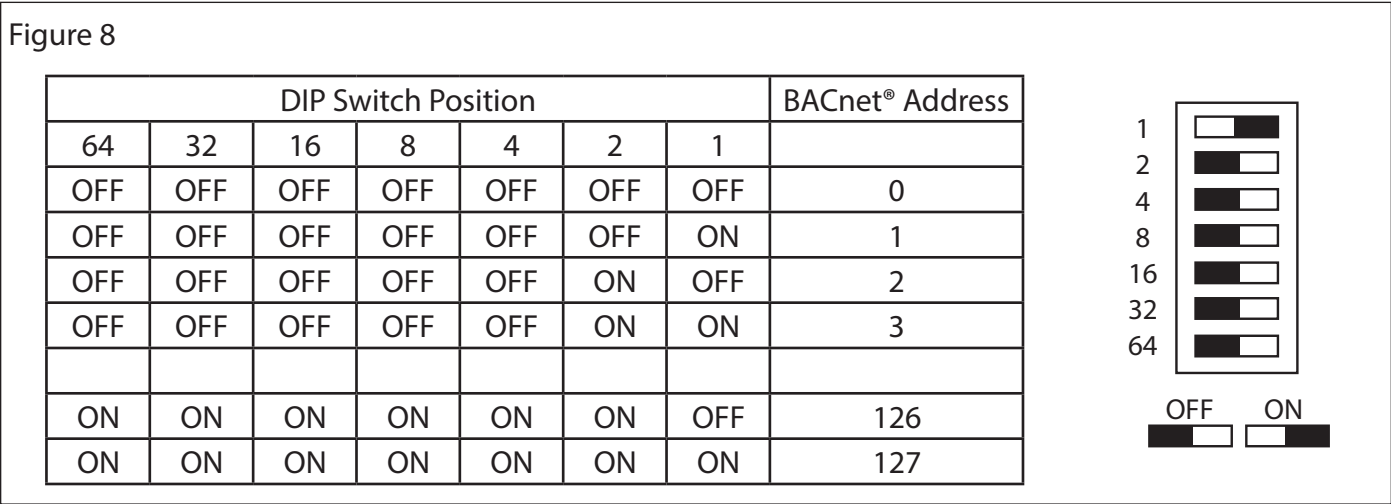 Figure 8
DIP Switch Position BACnet® Address
64 32 16 8 4 2 1
OFF OFF OFF OFF OFF OFF OFF 0
OFF OFF OFF OFF OFF OFF ON 1
OFF OFF OFF OFF OFF ON OFF 2
OFF OFF OFF OFF OFF ON ON 3
ON ON ON ON ON ON OFF 126
ON ON ON ON ON ON ON 127
1
2
4
8
16
32
64
OFF ON